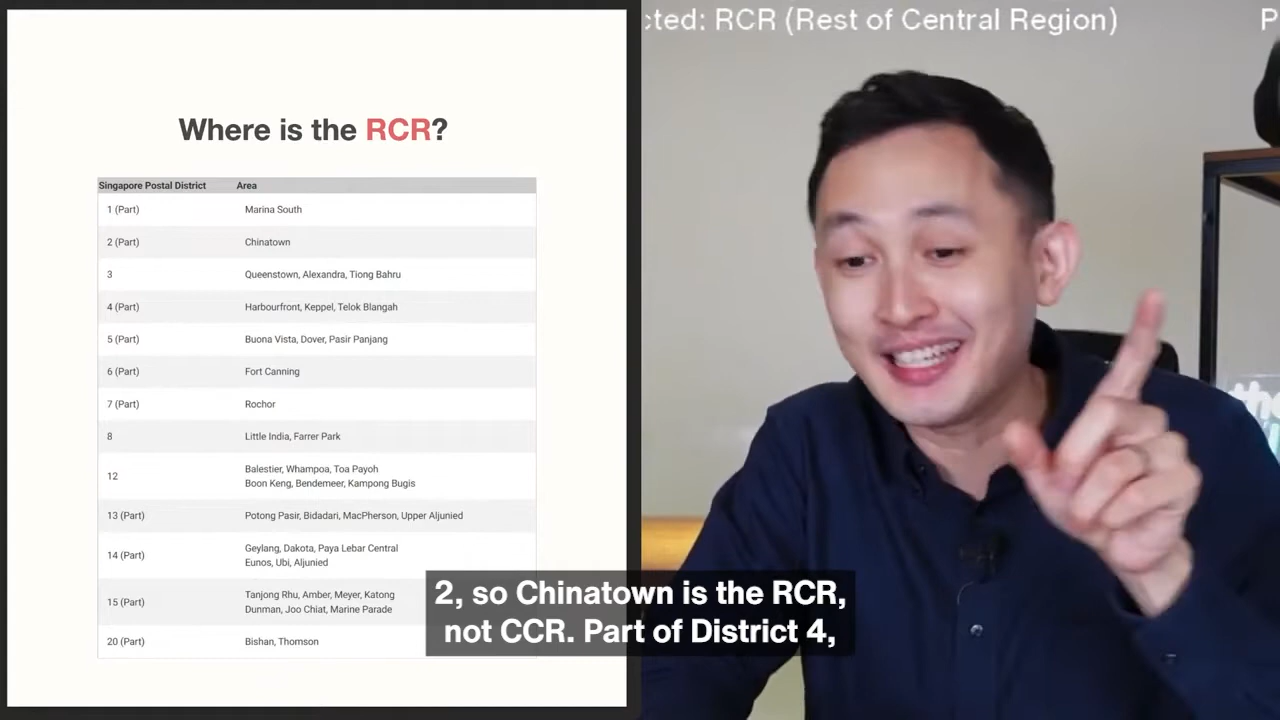 cted: RCR (Rest of Central Region)
P
Where is the RCR?
Singapore Postal District Area
1 (Part) Marina South
2 (Part) Chinatown
3 Queenstown, Alexandra, Tiong Bahru
4 (Part) Harbourfront, Keppel, Telok Blangah
5 (Part) Buona Vista, Dover, Pasir Panjang
6 (Part) Fort Canning
7 (Part) Rochor
8 Little India, Farrer Park
12 Balestier, Whampoa, Toa Payoh
Boon Keng, Bendemeer, Kampong Bugis
13 (Part) Potong Pasir, Bidadari, MacPherson, Upper Aljunied
14 (Part) Geylang, Dakota, Paya Lebar Central
Eunos, Ubi, Aljunied
15 (Part) Tanjong Rhu, Amber, Meyer, Katong
Dunman, Joo Chiat, Marine Parade
20 (Part) Bishan, Thomson
2, so Chinatown is the RCR,
not CCR. Part of District 4,